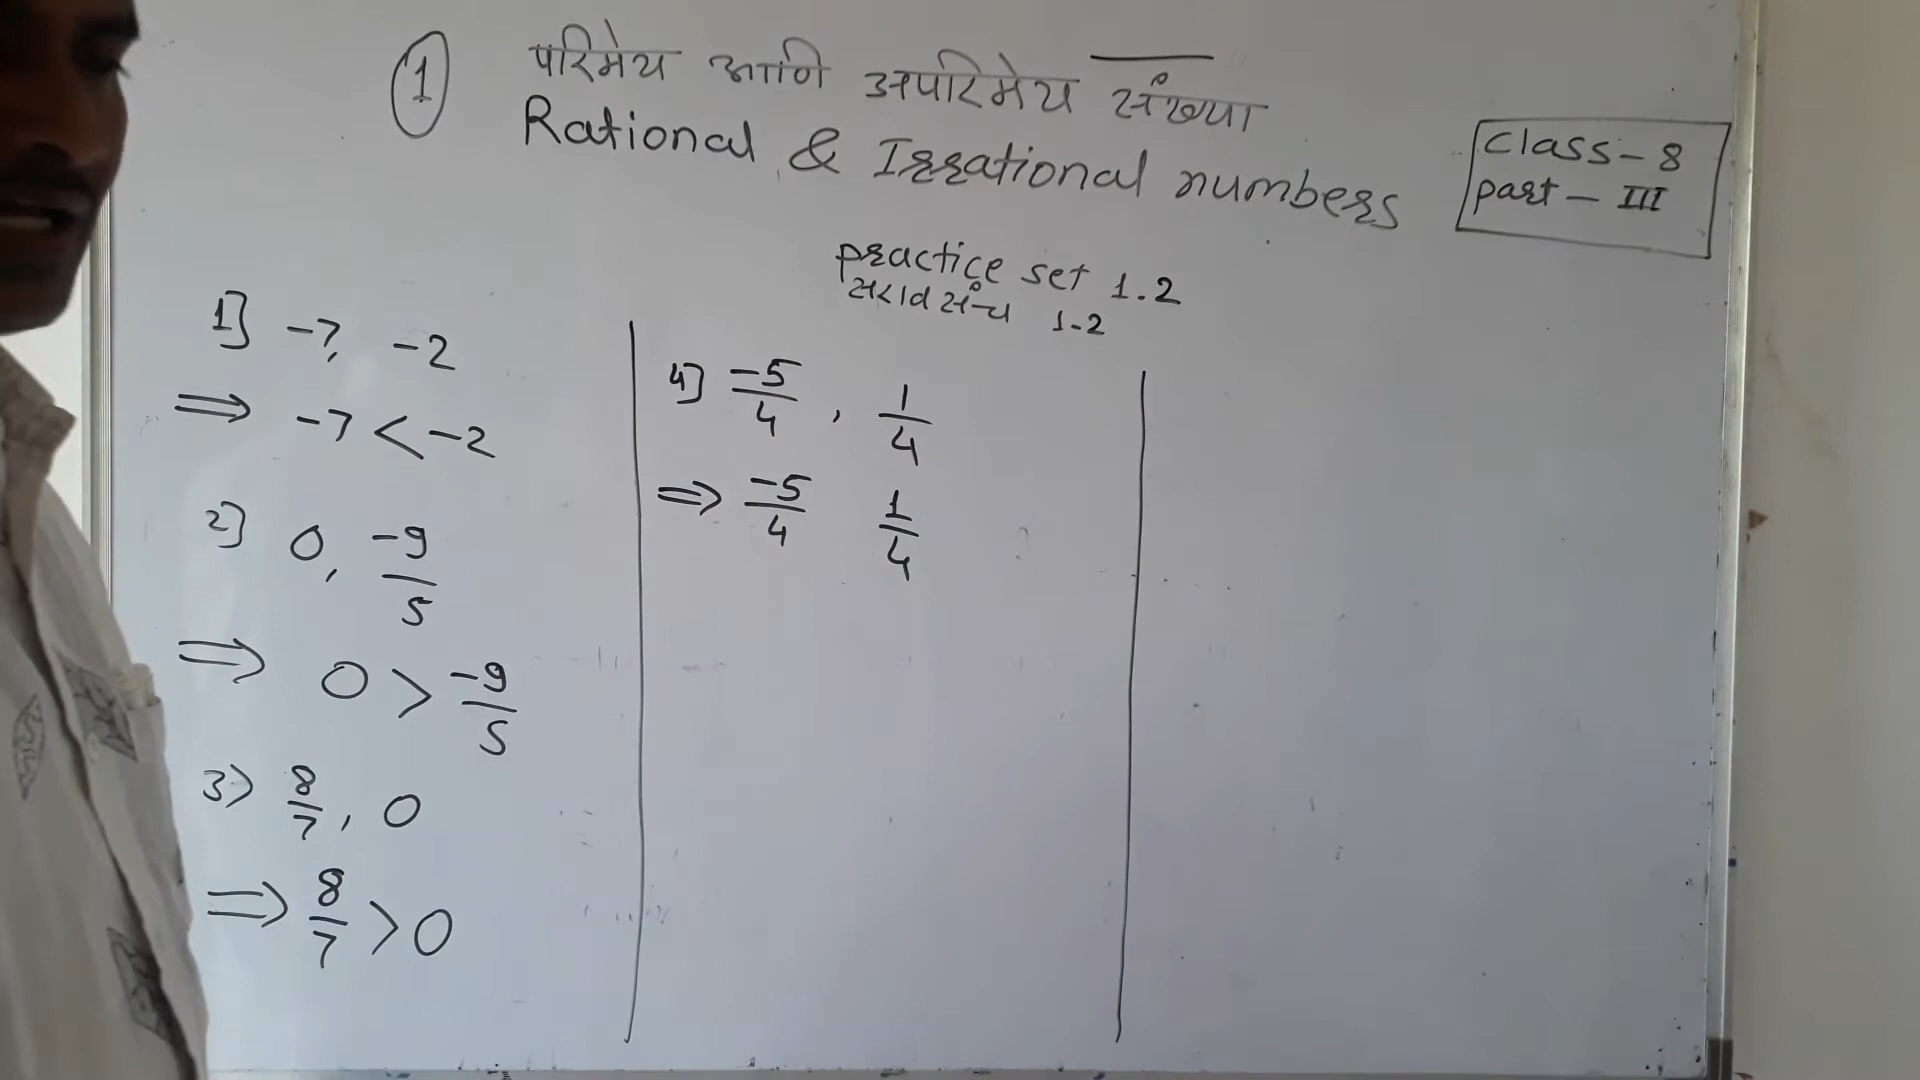 1
परिमेय आणि अपरिमेय संख्या
Rational & Irrational numbers
class - 8
part - III
practice set 1.2
सराव संच 1.2
1] -7, -2
⇒ -7 < -2
2] 0, -9/5
⇒ 0 > -9/5
3) 8/7, 0
⇒ 8/7 > 0
4] -5/4, 1/4
⇒ -5/4 1/4